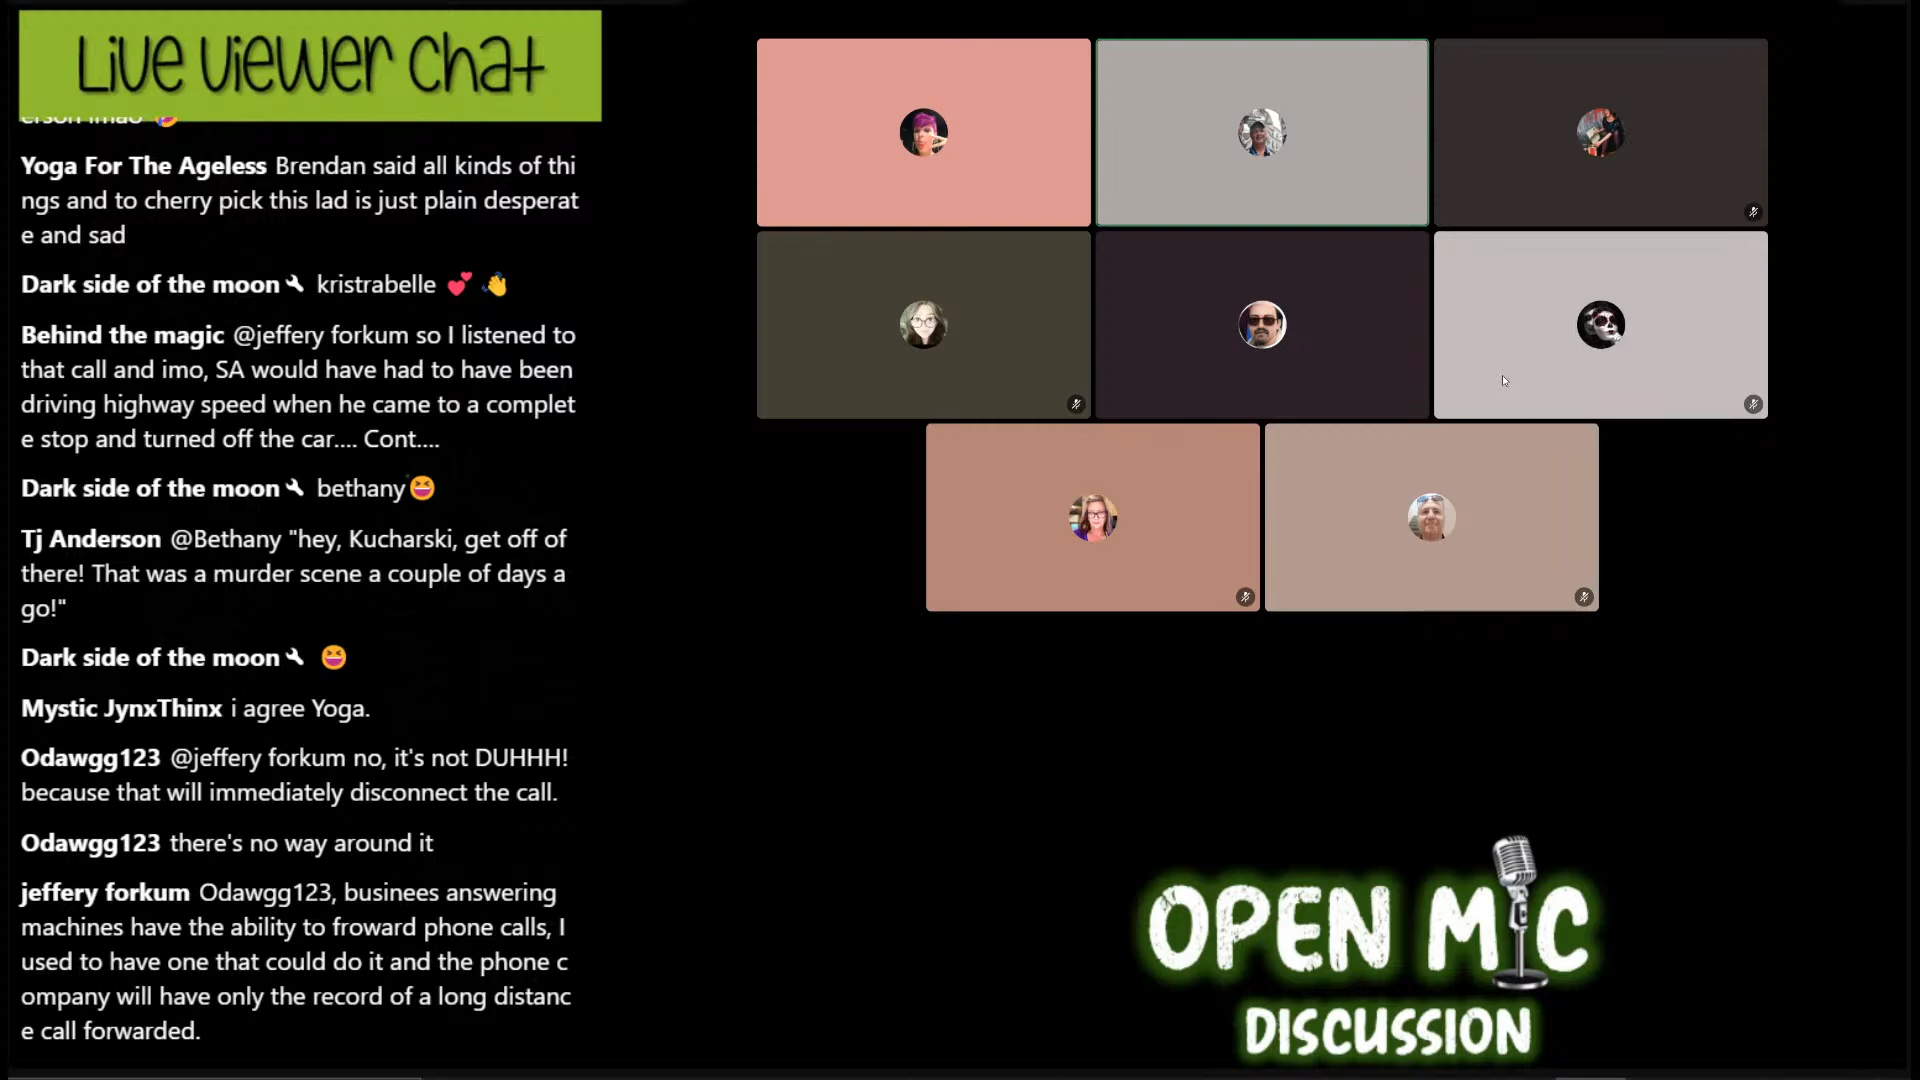 Live Viewer Chat
erson lmao
Yoga For The Ageless Brendan said all kinds of thi
ngs and to cherry pick this lad is just plain desperat
e and sad
Dark side of the moon kristrabelle 💕 👋
Behind the magic @jeffery forkum so I listened to
that call and imo, SA would have had to have been
driving highway speed when he came to a complet
e stop and turned off the car.... Cont....
Dark side of the moon bethany😆
Tj Anderson @Bethany "hey, Kucharski, get off of
there! That was a murder scene a couple of days a
go!"
Dark side of the moon 😆
Mystic JynxThinx i agree Yoga.
Odawgg123 @jeffery forkum no, it's not DUHHH!
because that will immediately disconnect the call.
Odawgg123 there's no way around it
jeffery forkum Odawgg123, businees answering
machines have the ability to froward phone calls, I
used to have one that could do it and the phone c
ompany will have only the record of a long distanc
e call forwarded.
OPEN MIC
DISCUSSION